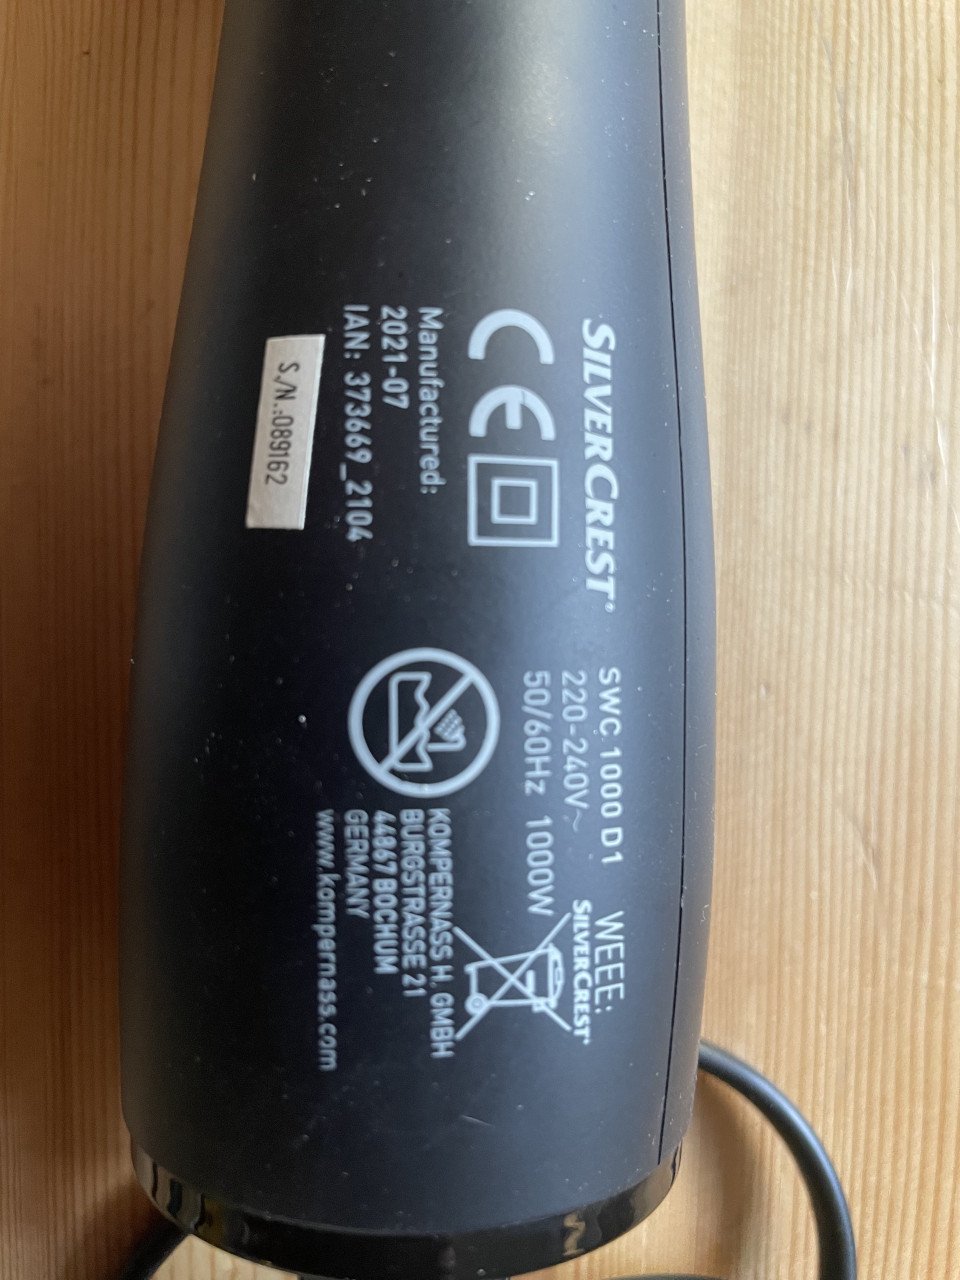 SILVERCREST®
CE
Manufactured:
2021-07
IAN: 373669_2104
S./N.:089162
SWC 1000 D1
220-240V~
50/60Hz 1000W
WEEE:
SILVERCREST®
KOMPERNASS H. GMBH
BURGSTRASSE 21
44867 BOCHUM
GERMANY
www.kompernass.com